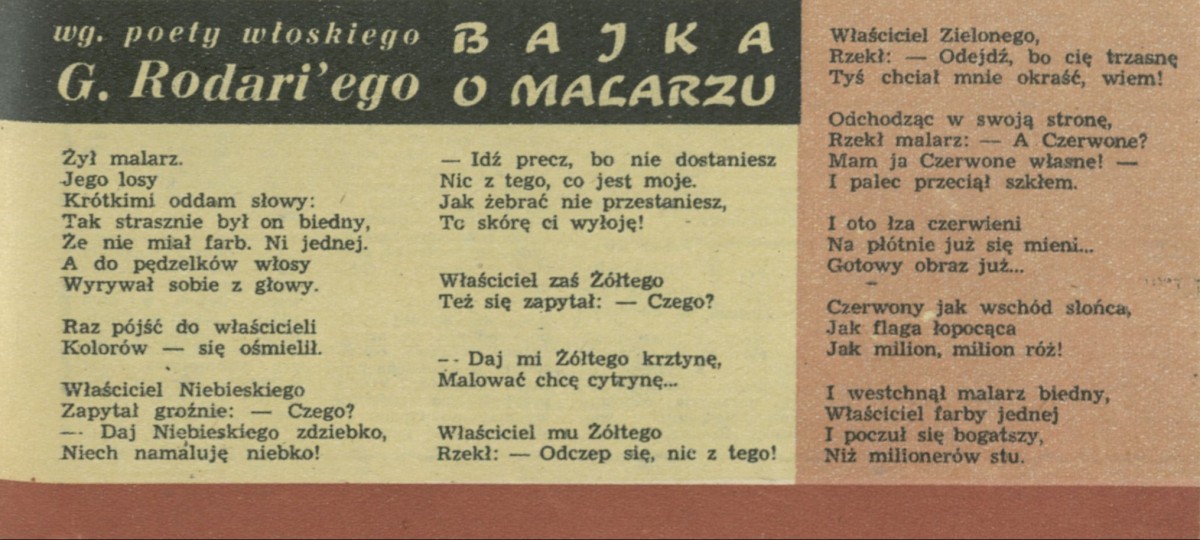 wg. poety włoskiego
G. Rodari'ego
BAJKA
O MALARZU
Żył malarz.
Jego losy
Krótkimi oddam słowy:
Tak strasznie był on biedny,
Że nie miał farb. Ni jednej.
A do pędzelków włosy
Wyrywał sobie z głowy.
Raz pójść do właścicieli
Kolorów — się ośmielił.
Właściciel Niebieskiego
Zapytał groźnie: — Czego?
— Daj Niebieskiego zdziebko,
Niech namaluję niebko!
— Idź precz, bo nie dostaniesz
Nic z tego, co jest moje.
Jak żebrać nie przestaniesz,
To skórę ci wyłoję!
Właściciel zaś Żółtego
Też się zapytał: — Czego?
— Daj mi Żółtego krztynę,
Malować chcę cytrynę...
Właściciel mu Żółtego
Rzekł: — Odczep się, nic z tego!
Właściciel Zielonego,
Rzekł: — Odejdź, bo cię trzasnę
Tyś chciał mnie okraść, wiem!
Odchodząc w swoją stronę,
Rzekł malarz: — A Czerwone?
Mam ja Czerwone własne! —
I palec przeciął szkłem.
I oto łza czerwieni
Na płótnie już się mieni...
Gotowy obraz już...
Czerwony jak wschód słońca,
Jak flaga łopocąca
Jak milion, milion róż!
I westchnął malarz biedny,
Właściciel farby jednej
I poczuł się bogatszy,
Niż milionerów stu.